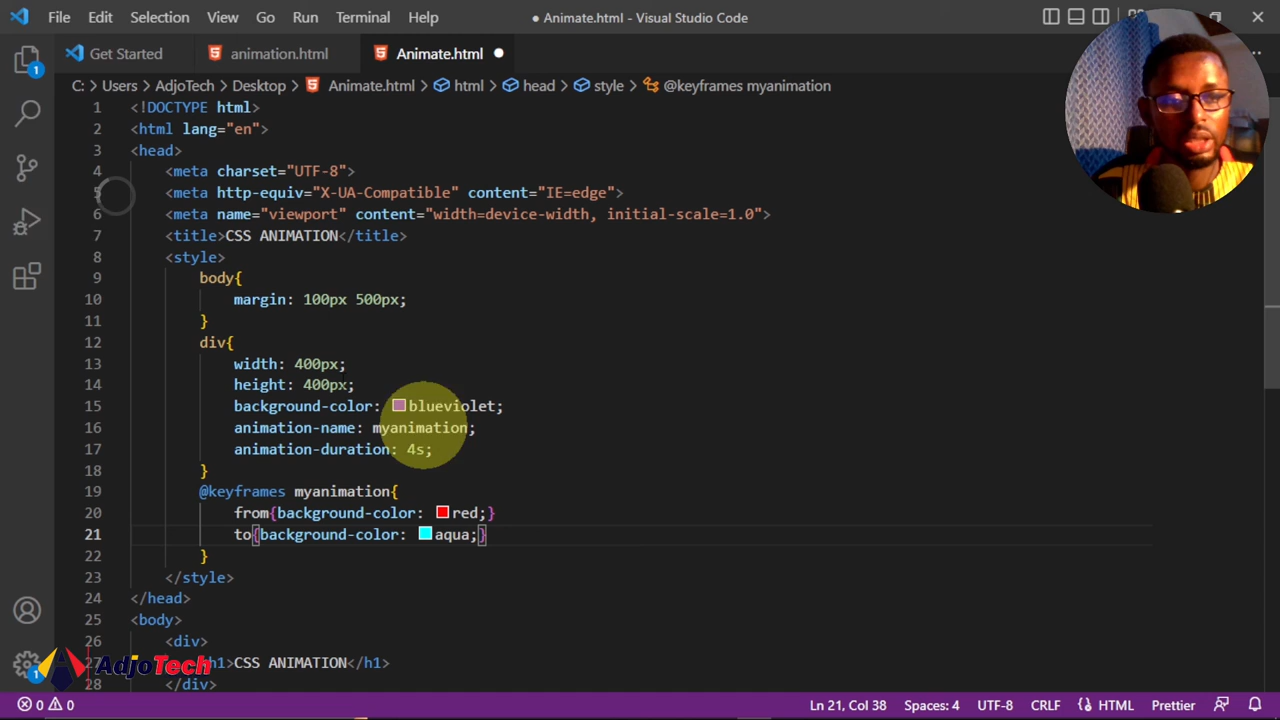 File Edit Selection View Go Run Terminal Help ● Animate.html - Visual Studio Code
Get Started animation.html Animate.html ●
C: > Users > AdjoTech > Desktop > Animate.html > html > head > style > @keyframes myanimation
1 <!DOCTYPE html>
2 <html lang="en">
3 <head>
4 <meta charset="UTF-8">
5 <meta http-equiv="X-UA-Compatible" content="IE=edge">
6 <meta name="viewport" content="width=device-width, initial-scale=1.0">
7 <title>CSS ANIMATION</title>
8 <style>
9 body{
10 margin: 100px 500px;
11 }
12 div{
13 width: 400px;
14 height: 400px;
15 background-color: blueviolet;
16 animation-name: myanimation;
17 animation-duration: 4s;
18 }
19 @keyframes myanimation{
20 from{background-color: red;}
21 to{background-color: aqua;}
22 }
23 </style>
24 </head>
25 <body>
26 <div>
27 h1>CSS ANIMATION</h1>
28 </div>
1
1
AdjoTech
0 0 Ln 21, Col 38 Spaces: 4 UTF-8 CRLF HTML Prettier